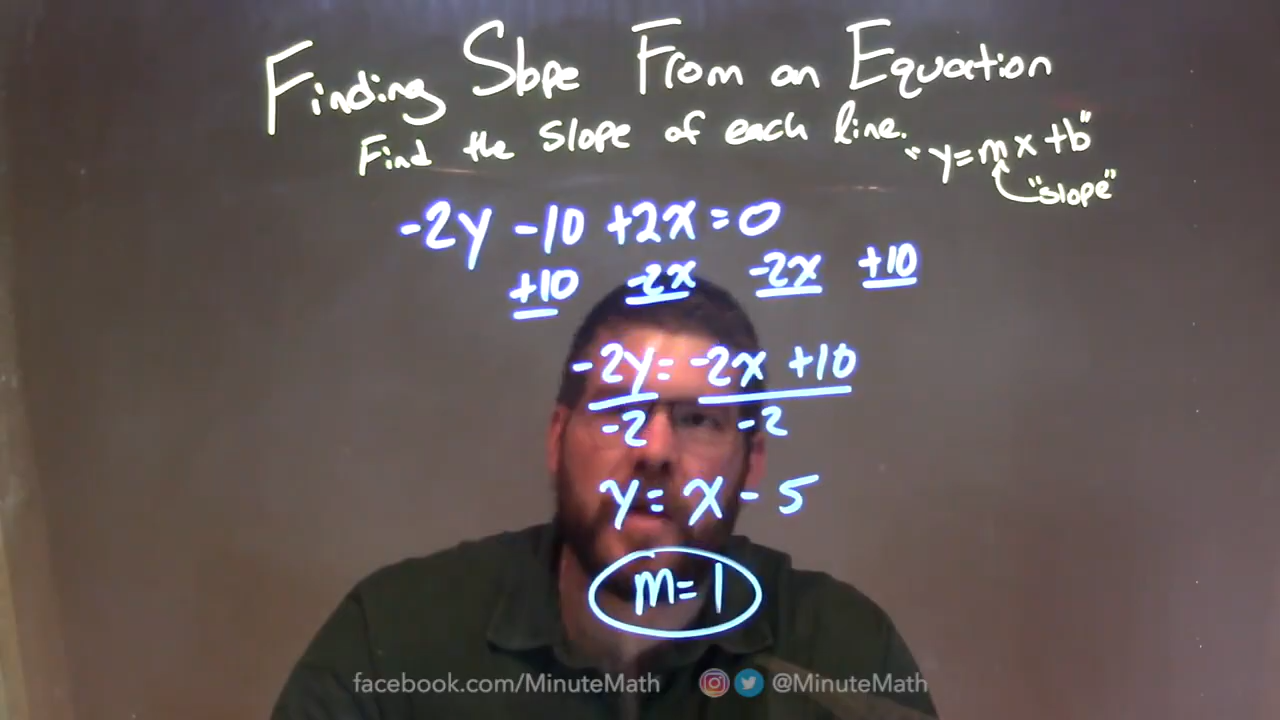 Finding Slope From an Equation
Find the slope of each line.
"y=mx+b"
"slope"
-2y -10 +2x=0
+10 -2x -2x +10
-2y= -2x +10
-2 -2
y= x - 5
m=1
facebook.com/MinuteMath @MinuteMath